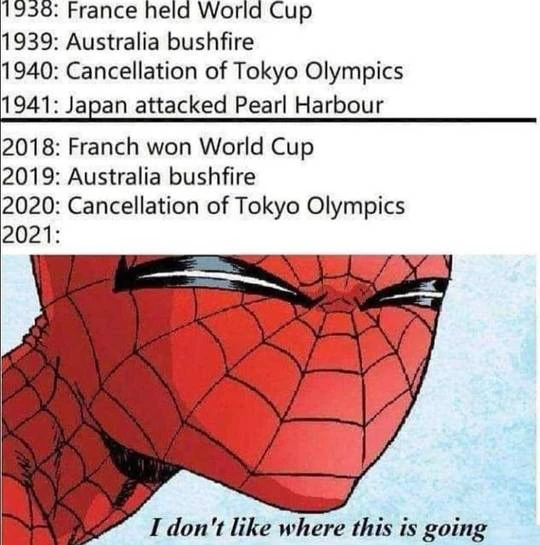 1938: France held World Cup
1939: Australia bushfire
1940: Cancellation of Tokyo Olympics
1941: Japan attacked Pearl Harbour
2018: Franch won World Cup
2019: Australia bushfire
2020: Cancellation of Tokyo Olympics
2021:
I don't like where this is going